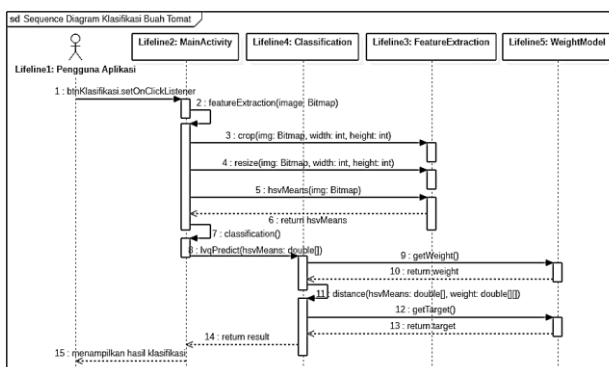 sd Sequence Diagram Klasifikasi Buah Tomat
Lifeline2: MainActivity
Lifeline4: Classification
Lifeline3: FeatureExtraction
Lifeline5: WeightModel
Lifeline1: Pengguna Aplikasi
1 : btnKlasifikasi.setOnClickListener
2 : featureExtraction(image: Bitmap)
3 : crop(img: Bitmap, width: int, height: int)
4 : resize(img: Bitmap, width: int, height: int)
5 : hsvMeans(img: Bitmap)
6 : return hsvMeans
7 : classification()
8 : lvqPredict(hsvMeans: double[])
9 : getWeight()
10 : return weight
11 : distance(hsvMeans: double[], weight: double[][])
12 : getTarget()
13 : return target
14 : return result
15 : menampilkan hasil klasifikasi